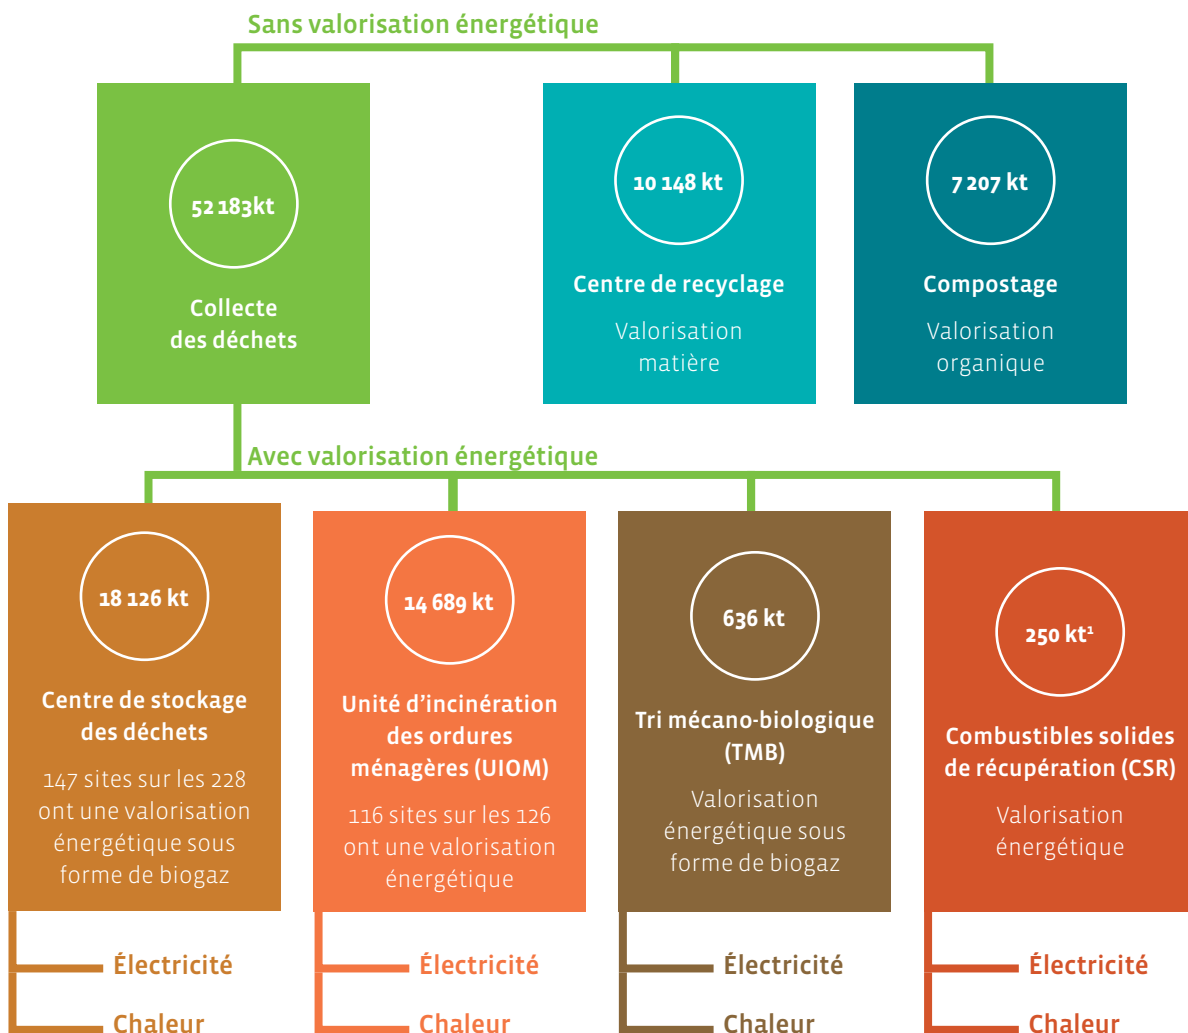 Sans valorisation énergétique
52 183kt
Collecte
des déchets
10 148 kt
Centre de recyclage
Valorisation
matière
7 207 kt
Compostage
Valorisation
organique
Avec valorisation énergétique
18 126 kt
Centre de stockage
des déchets
147 sites sur les 228
ont une valorisation
énergétique sous
forme de biogaz
Électricité
Chaleur
14 689 kt
Unité d’incinération
des ordures
ménagères (UIOM)
116 sites sur les 126
ont une valorisation
énergétique
Électricité
Chaleur
636 kt
Tri mécano-biologique
(TMB)
Valorisation
énergétique sous
forme de biogaz
Électricité
Chaleur
250 kt¹
Combustibles solides
de récupération (CSR)
Valorisation
énergétique
Électricité
Chaleur